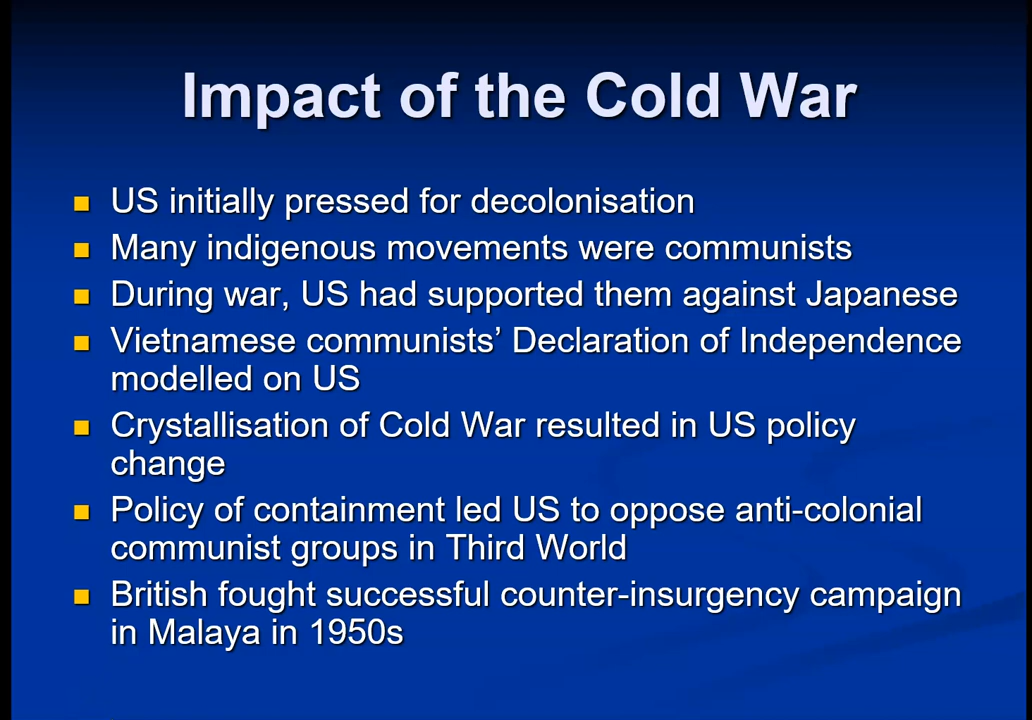 Impact of the Cold War
US initially pressed for decolonisation
Many indigenous movements were communists
During war, US had supported them against Japanese
Vietnamese communists' Declaration of Independence
modelled on US
Crystallisation of Cold War resulted in US policy
change
Policy of containment led US to oppose anti-colonial
communist groups in Third World
British fought successful counter-insurgency campaign
in Malaya in 1950s